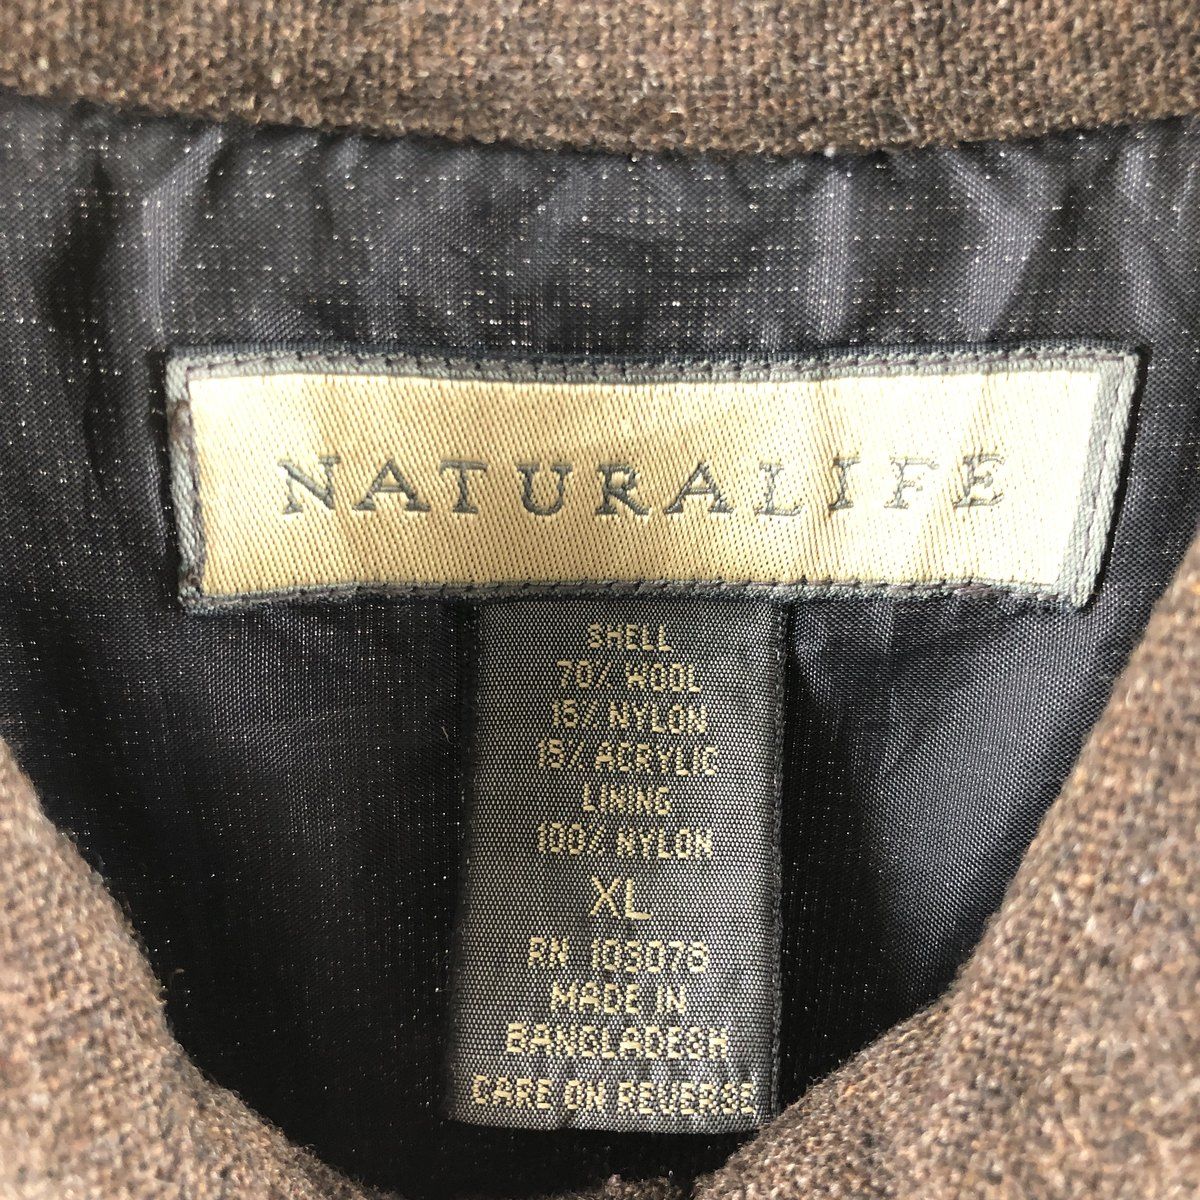 NATURALIFE
SHELL
70% WOOL
15% NYLON
15% ACRYLIC
LINING
100% NYLON
XL
RN 103078
MADE IN
BANGLADESH
CARE ON REVERSE